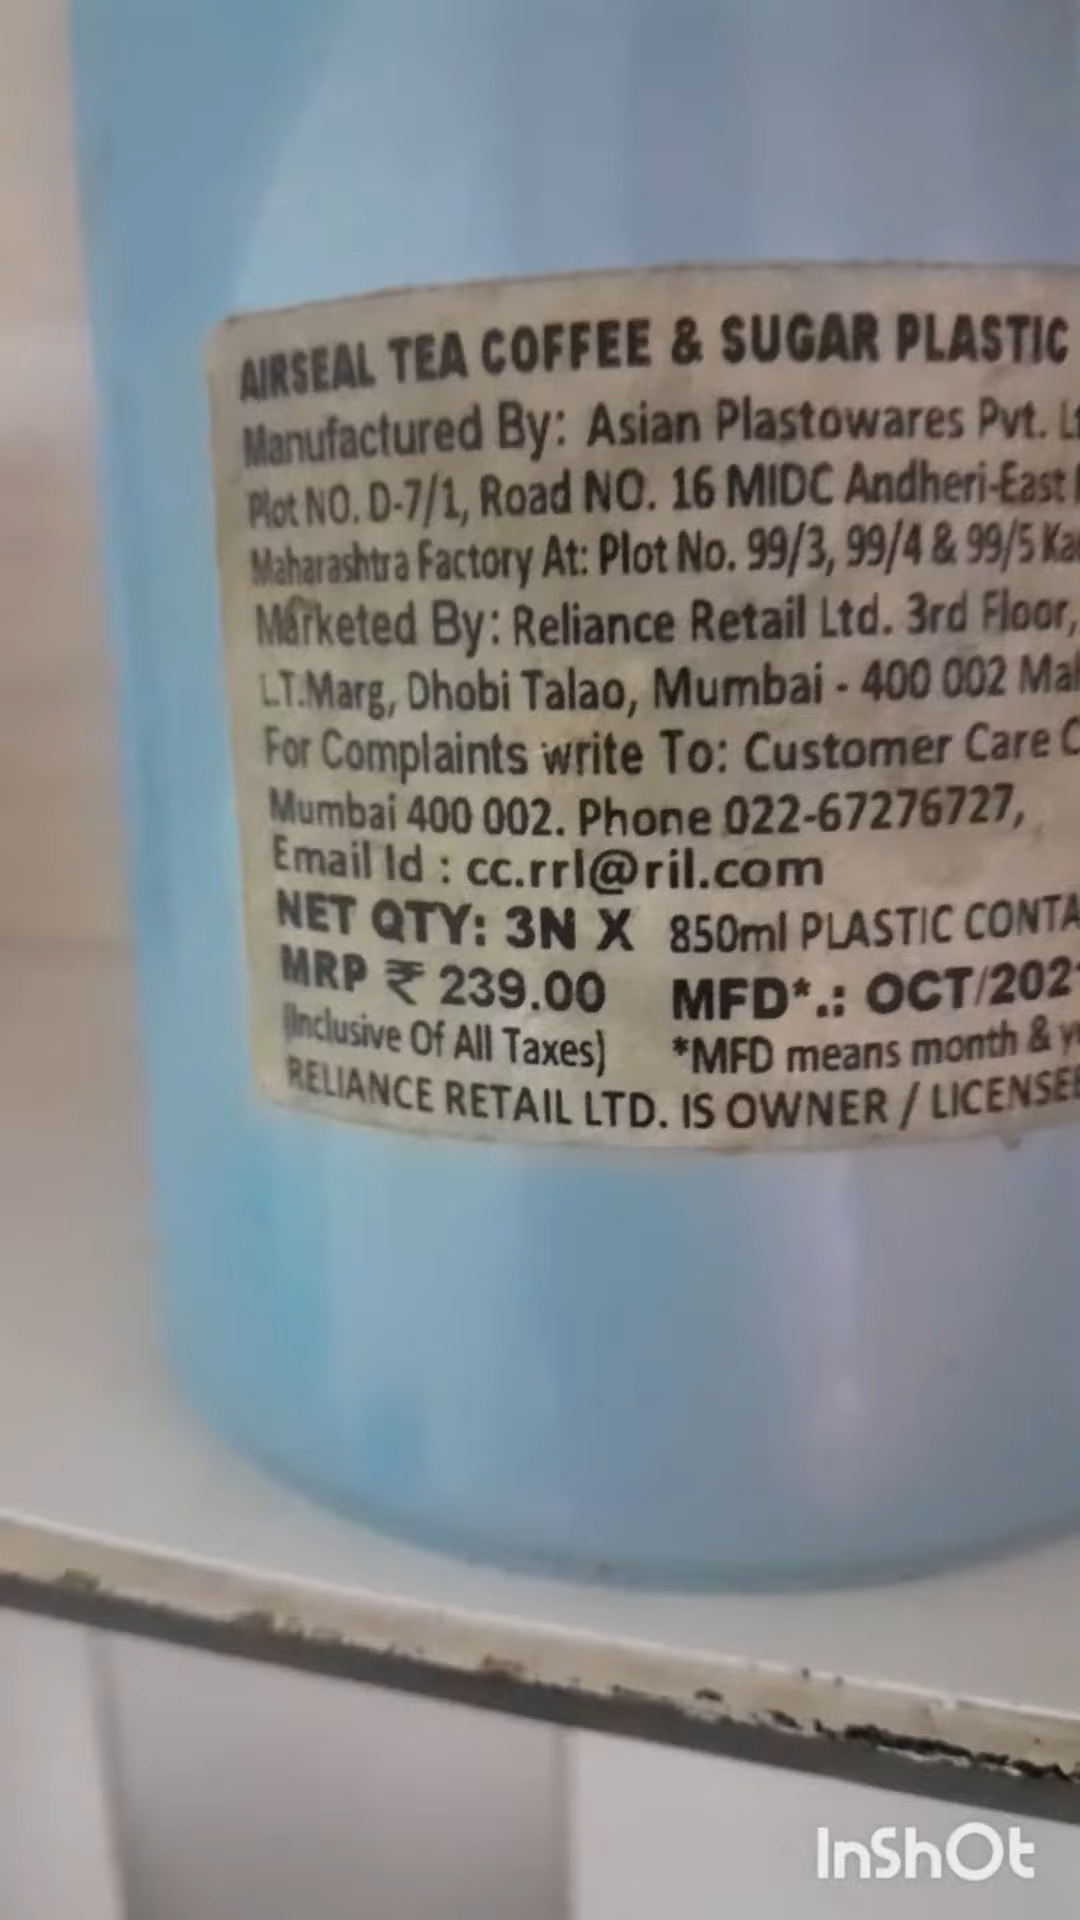 AIRSEAL TEA COFFEE & SUGAR PLASTIC
Manufactured By: Asian Plastowares Pvt.
Plot NO. D-7/1, Road NO. 16 MIDC Andheri-East
Maharashtra Factory At: Plot No. 99/3, 99/4 & 99/5
Marketed By: Reliance Retail Ltd. 3rd Floor,
L.T.Marg, Dhobi Talao, Mumbai - 400 002
For Complaints write To: Customer Care
Mumbai 400 002. Phone 022-67276727,
Email Id : cc.rrl@ril.com
NET QTY: 3N X 850ml PLASTIC
MRP ₹ 239.00 MFD*.:
(Inclusive Of All Taxes) *MFD means month &
RELIANCE RETAIL LTD. IS OWNER /
InShOt